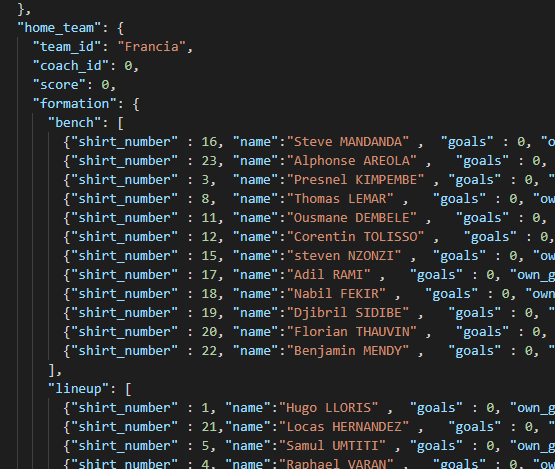 },
"home_team": {
"team_id": "Francia",
"coach_id": 0,
"score": 0,
"formation": {
"bench": [
{"shirt_number" : 16, "name":"Steve MANDANDA" , "goals" : 0, "o
{"shirt_number" : 23, "name":"Alphonse AREOLA" , "goals" : 0,
{"shirt_number" : 3, "name":"Presnel KIMPEMBE" , "goals" : 0, "
{"shirt_number" : 8, "name":"Thomas LEMAR" , "goals" : 0, "ow
{"shirt_number" : 11, "name":"Ousmane DEMBELE" , "goals" : 0,
{"shirt_number" : 12, "name":"Corentin TOLISSO" , "goals" : 0,
{"shirt_number" : 15, "name":"steven NZONZI" , "goals" : 0, "ow
{"shirt_number" : 17, "name":"Adil RAMI" , "goals" : 0, "own_g
{"shirt_number" : 18, "name":"Nabil FEKIR" , "goals" : 0, "own
{"shirt_number" : 19, "name":"Djibril SIDIBE" , "goals" : 0, "o
{"shirt_number" : 20, "name":"Florian THAUVIN" , "goals" : 0, "
{"shirt_number" : 22, "name":"Benjamin MENDY" , "goals" : 0, "
],
"lineup": [
{"shirt_number" : 1, "name":"Hugo LLORIS" , "goals" : 0, "own_g
{"shirt_number" : 21,"name":"Locas HERNANDEZ" , "goals" : 0, "o
{"shirt_number" : 5, "name":"Samul UMTITI" , "goals" : 0, "own_
{"shirt_number" : 4, "name":"Raphael VARAN" , "goals" : 0, "own